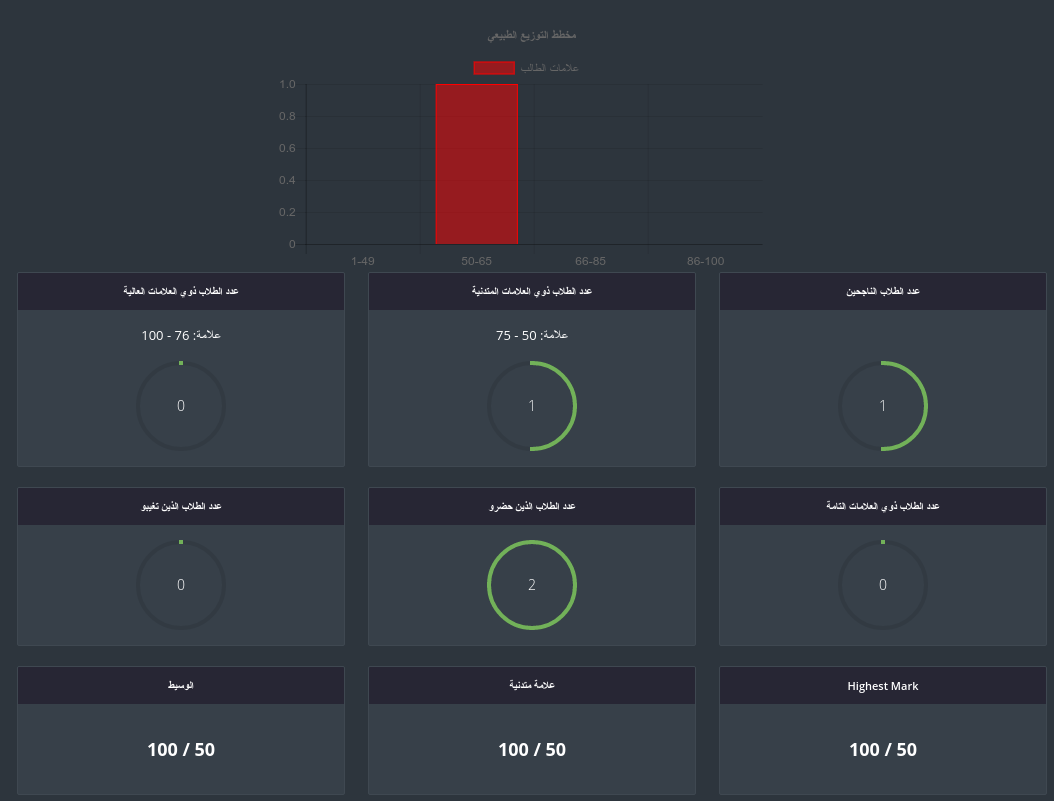 مخطط التوزيع الطبيعي
علامات الطالب
1.0
0.8
0.6
0.4
0.2
0
1-49 50-65 66-85 86-100
عدد الطلاب الناجحين
1
عدد الطلاب ذوي العلامات المتدنية
علامة: 50 - 75
1
عدد الطلاب ذوي العلامات العالية
علامة: 76 - 100
0
عدد الطلاب ذوي العلامات التامة
0
عدد الطلاب الذين حضرو
2
عدد الطلاب الذين تغيبو
0
Highest Mark
100 / 50
علامة متدنية
100 / 50
الوسيط
100 / 50